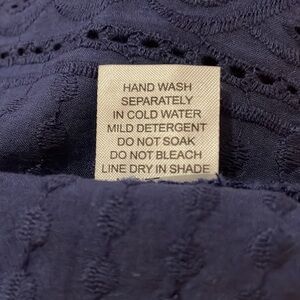 HAND WASH
SEPARATELY
IN COLD WATER
MILD DETERGENT
DO NOT SOAK
DO NOT BLEACH
LINE DRY IN SHADE